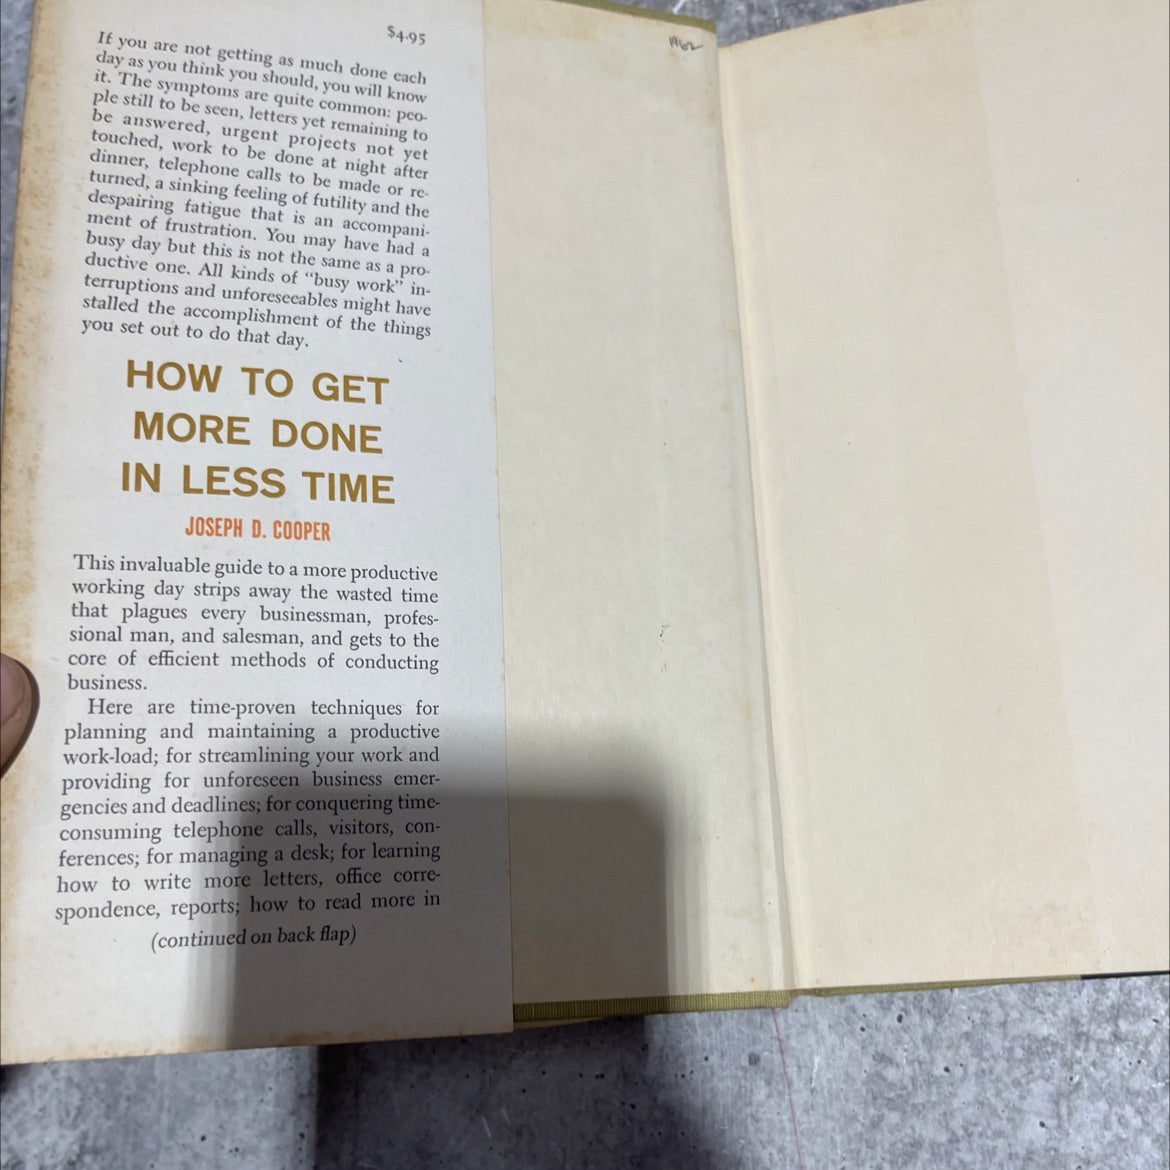 $4.95
If you are not getting as much done each
day as you think you should, you will know
it. The symptoms are quite common: peo-
ple still to be seen, letters yet remaining to
be answered, urgent projects not yet
touched, work to be done at night after
dinner, telephone calls to be made or re-
turned, a sinking feeling of futility and the
despairing fatigue that is an accompani-
ment of frustration. You may have had a
busy day but this is not the same as a pro-
ductive one. All kinds of “busy work” in-
terruptions and unforeseeables might have
stalled the accomplishment of the things
you set out to do that day.
HOW TO GET
MORE DONE
IN LESS TIME
JOSEPH D. COOPER
This invaluable guide to a more productive
working day strips away the wasted time
that plagues every businessman, profes-
sional man, and salesman, and gets to the
core of efficient methods of conducting
business.
Here are time-proven techniques for
planning and maintaining a productive
work-load; for streamlining your work and
providing for unforeseen business emer-
gencies and deadlines; for conquering time-
consuming telephone calls, visitors, con-
ferences; for managing a desk; for learning
how to write more letters, office corre-
spondence, reports; how to read more in
(continued on back flap)